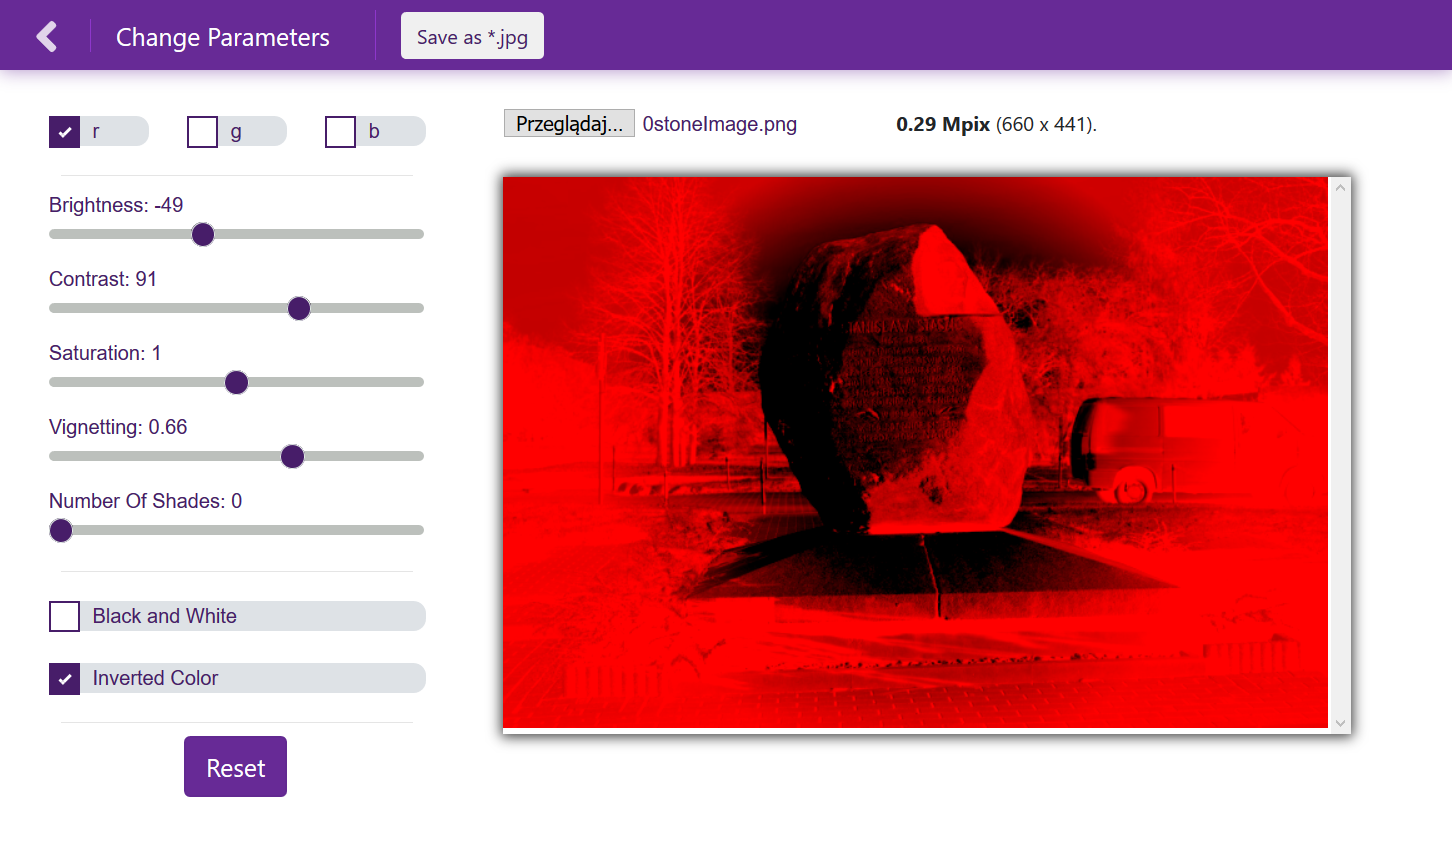 Change Parameters
Save as *.jpg
r
g
b
Przeglądaj...
0stoneImage.png
0.29 Mpix (660 x 441).
Brightness: -49
Contrast: 91
Saturation: 1
Vignetting: 0.66
Number Of Shades: 0
Black and White
Inverted Color
Reset